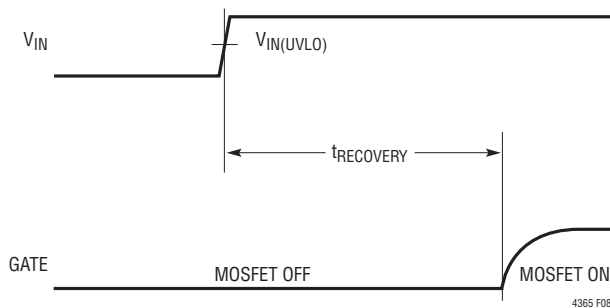 VIN
VIN(UVLO)
tRECOVERY
GATE
MOSFET OFF
MOSFET ON
4365 F08